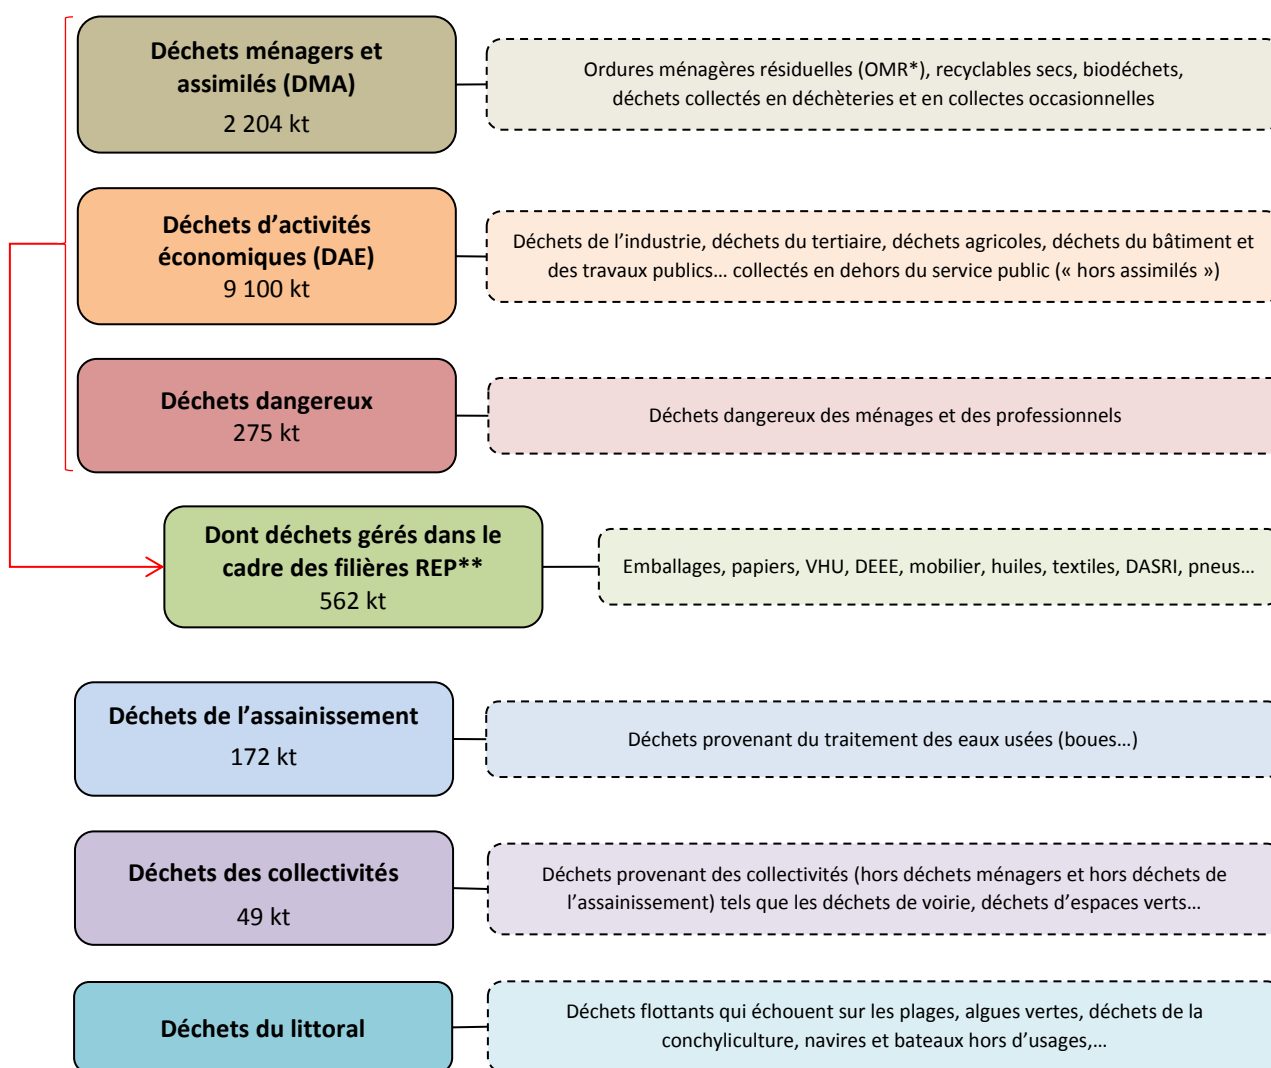 Déchets ménagers et
assimilés (DMA)
2 204 kt
Ordures ménagères résiduelles (OMR*), recyclables secs, biodéchets,
déchets collectés en déchèteries et en collectes occasionnelles
Déchets d’activités
économiques (DAE)
9 100 kt
Déchets de l’industrie, déchets du tertiaire, déchets agricoles, déchets du bâtiment et
des travaux publics… collectés en dehors du service public (« hors assimilés »)
Déchets dangereux
275 kt
Déchets dangereux des ménages et des professionnels
Dont déchets gérés dans le
cadre des filières REP**
562 kt
Emballages, papiers, VHU, DEEE, mobilier, huiles, textiles, DASRI, pneus…
Déchets de l’assainissement
172 kt
Déchets provenant du traitement des eaux usées (boues…)
Déchets des collectivités
49 kt
Déchets provenant des collectivités (hors déchets ménagers et hors déchets de
l’assainissement) tels que les déchets de voirie, déchets d’espaces verts…
Déchets du littoral
Déchets flottants qui échouent sur les plages, algues vertes, déchets de la
conchyliculture, navires et bateaux hors d’usages,…